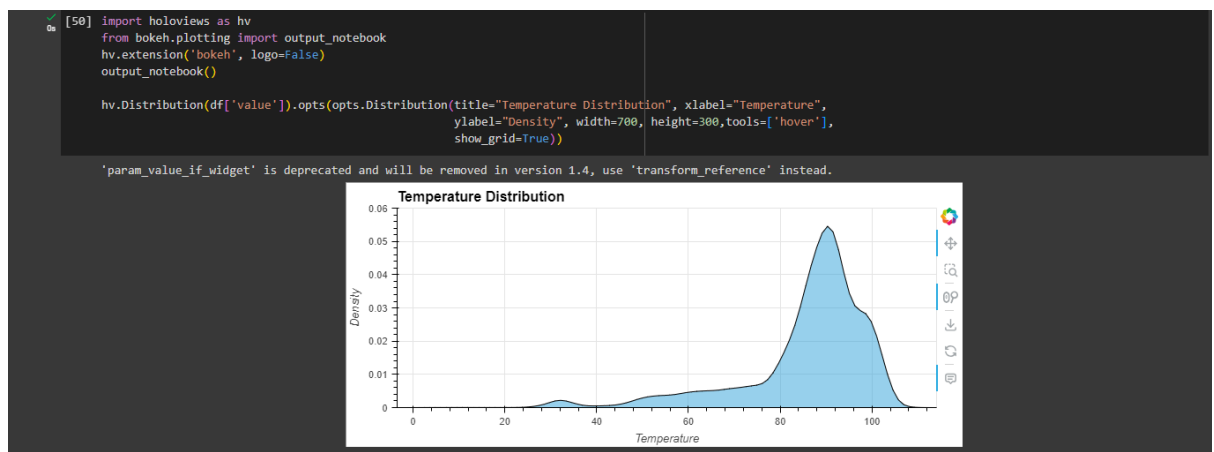 [50] import holoviews as hv
from bokeh.plotting import output_notebook
hv.extension('bokeh', logo=False)
output_notebook()
0s
hv.Distribution(df['value']).opts(opts.Distribution(title="Temperature Distribution", xlabel="Temperature",
ylabel="Density", width=700, height=300,tools=['hover'],
show_grid=True))
'param_value_if_widget' is deprecated and will be removed in version 1.4, use 'transform_reference' instead.
Temperature Distribution
0.06
0.05
0.04
0.03
0.02
0.01
0
Density
0 20 40 60 80 100
Temperature